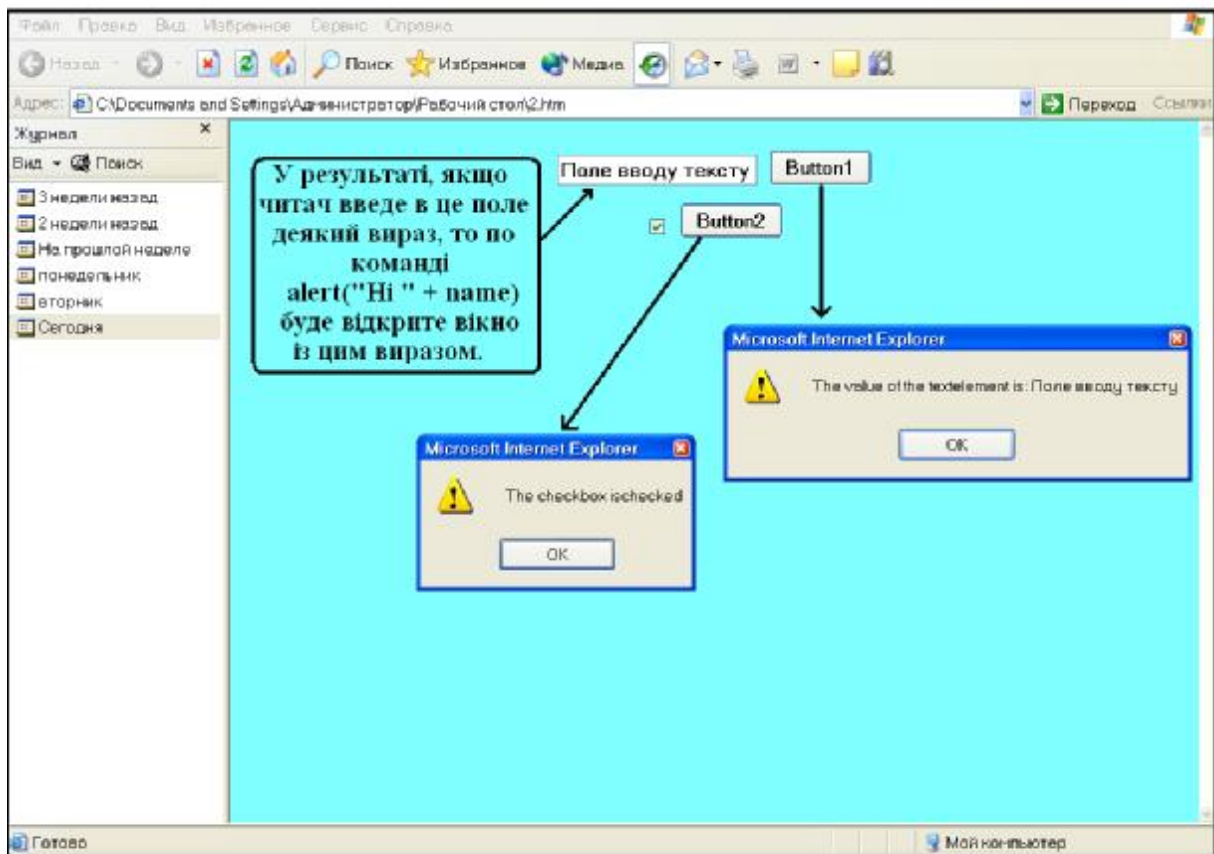 Файл Правка Вид Избранное Сервис Справка
Назад Поиск Избранное Медиа
Адрес: C:\Documents and Settings\Администратор\Рабочий стол\2.htm Переход Ссылки
Журнал
Вид Поиск
3 недели назад
2 недели назад
На прошлой неделе
понедельник
вторник
Сегодня
У результаті, якщо
читач введе в це поле
деякий вираз, то по
команді
alert("Hi " + name)
буде відкрите вікно
із цим виразом.
Поле вводу тексту Button1
Button2
Microsoft Internet Explorer
The value of the textelement is: Поле вводу тексту
OK
Microsoft Internet Explorer
The checkbox ischecked
OK
Готово Мой компьютер